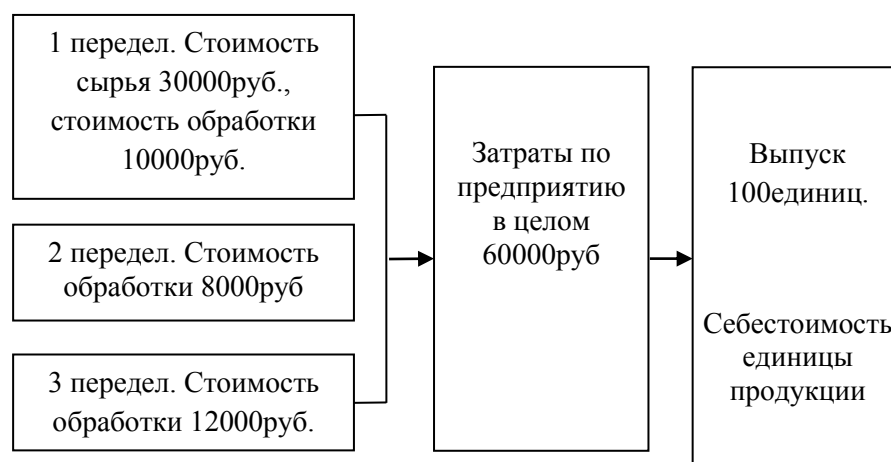 1 передел. Стоимость
сырья 30000руб.,
стоимость обработки
10000руб.
2 передел. Стоимость
обработки 8000руб
3 передел. Стоимость
обработки 12000руб.
Затраты по
предприятию
в целом
60000руб
Выпуск
100единиц.
Себестоимость
единицы
продукции